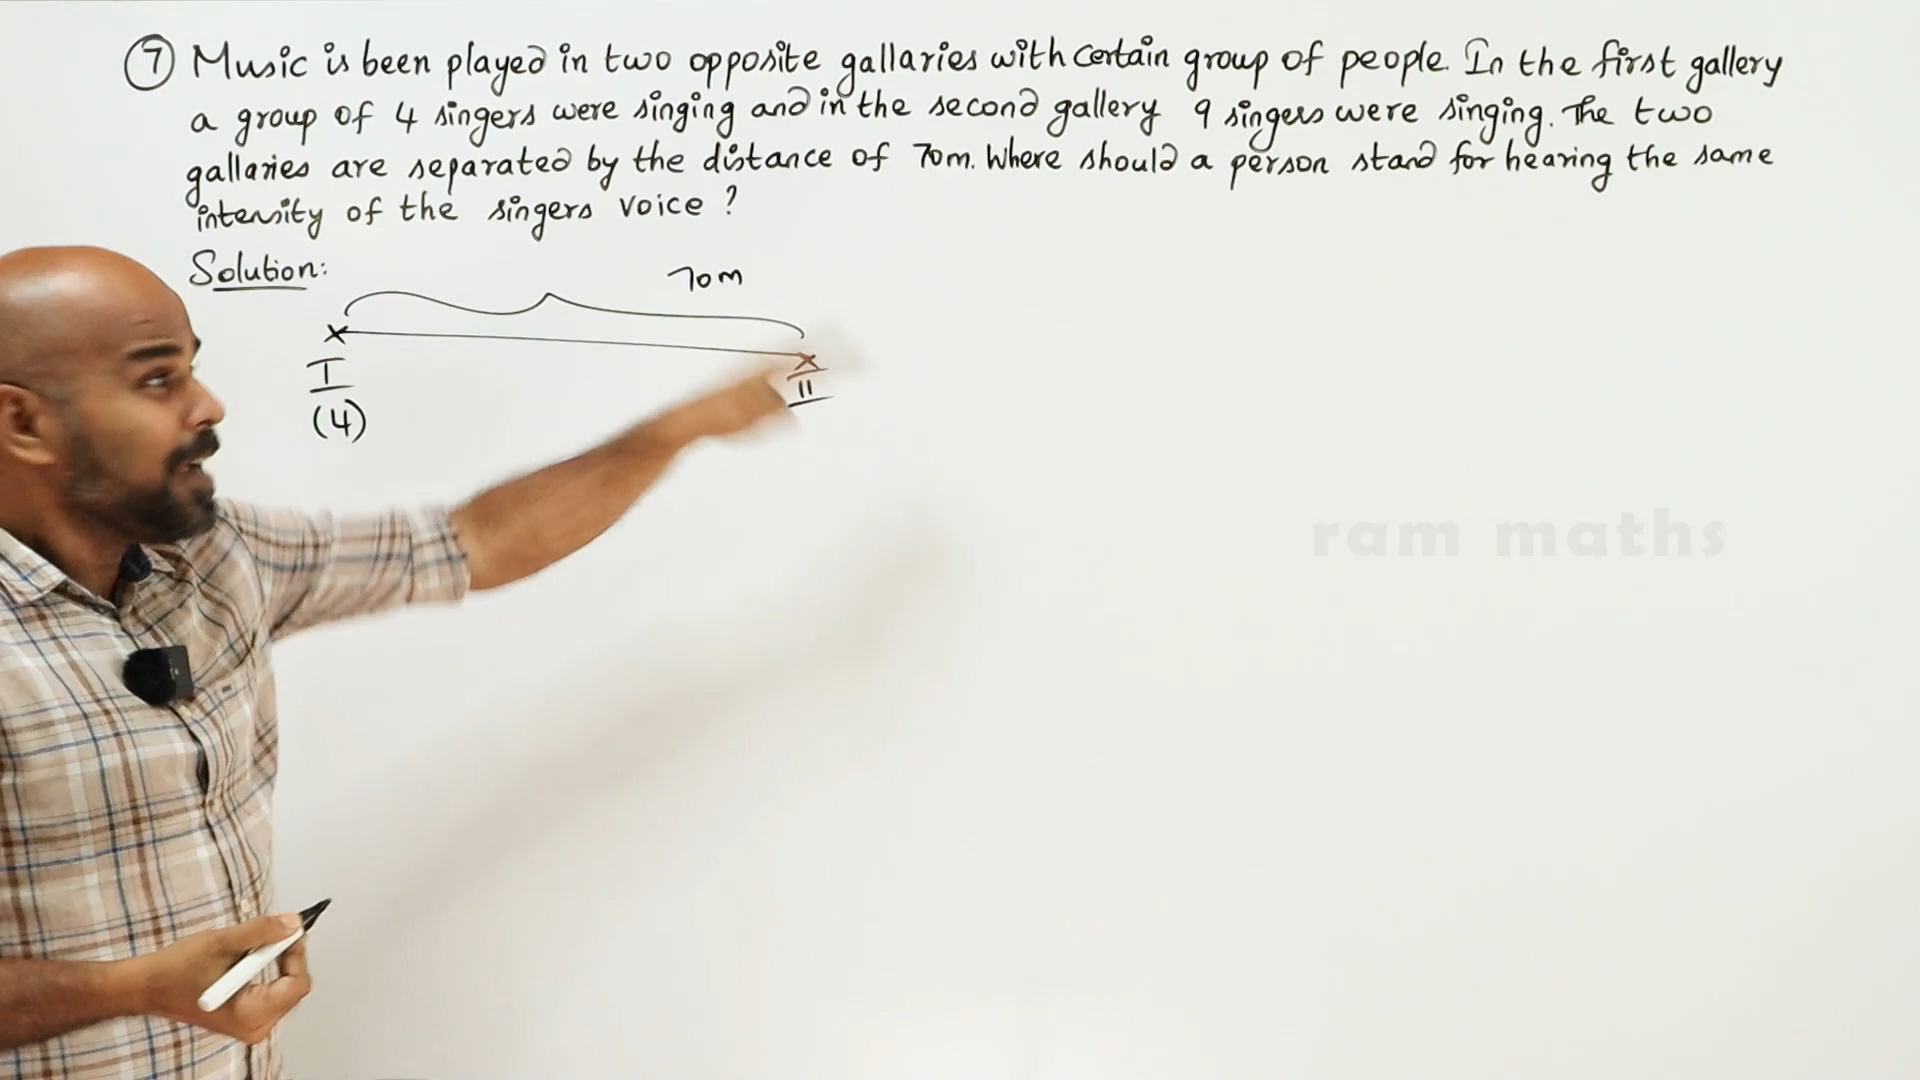 7 Music is been played in two opposite gallaries with certain group of people. In the first gallery
a group of 4 singers were singing and in the second gallery 9 singers were singing. The two
gallaries are separated by the distance of 70m. Where should a person stand for hearing the same
intensity of the singers voice ?
Solution:
70m
I
II
(4)
ram maths